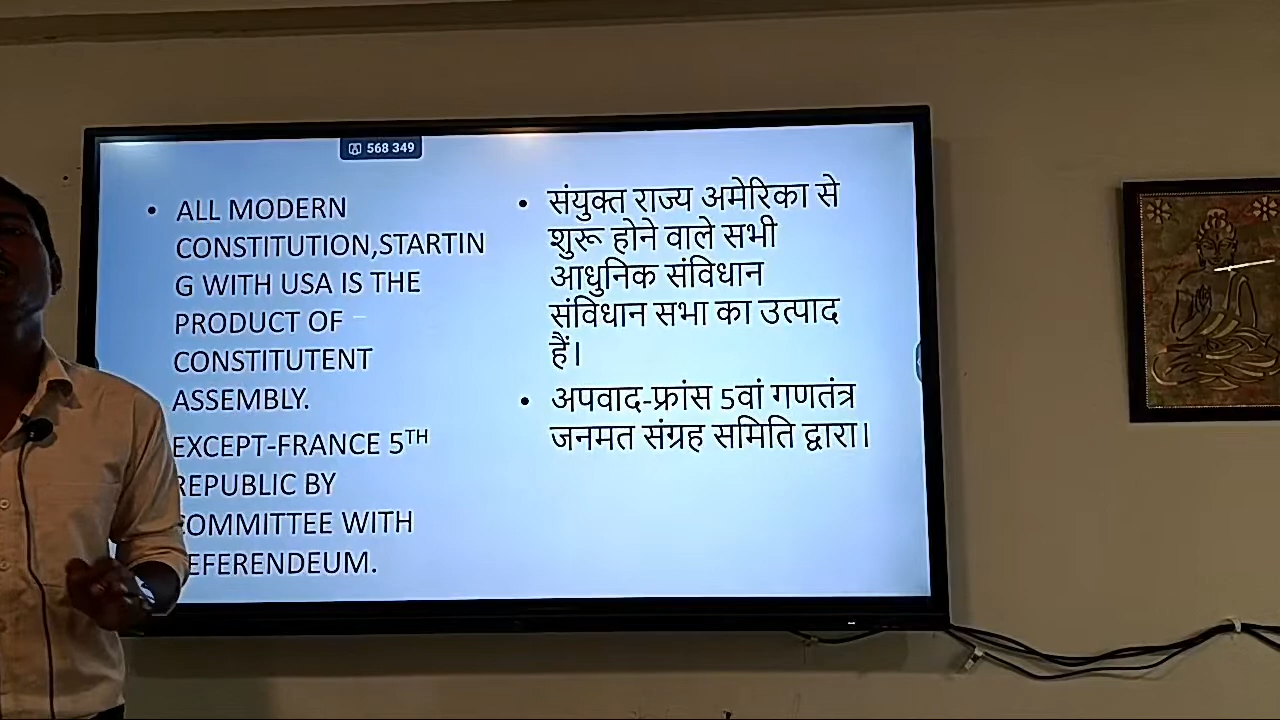 568 349
• ALL MODERN
CONSTITUTION,STARTIN
G WITH USA IS THE
PRODUCT OF
CONSTITUTENT
ASSEMBLY.
EXCEPT-FRANCE 5TH
REPUBLIC BY
COMMITTEE WITH
EFERENDEUM.
• संयुक्त राज्य अमेरिका से
शुरू होने वाले सभी
आधुनिक संविधान
संविधान सभा का उत्पाद
हैं।
• अपवाद-फ्रांस 5वां गणतंत्र
जनमत संग्रह समिति द्वारा।